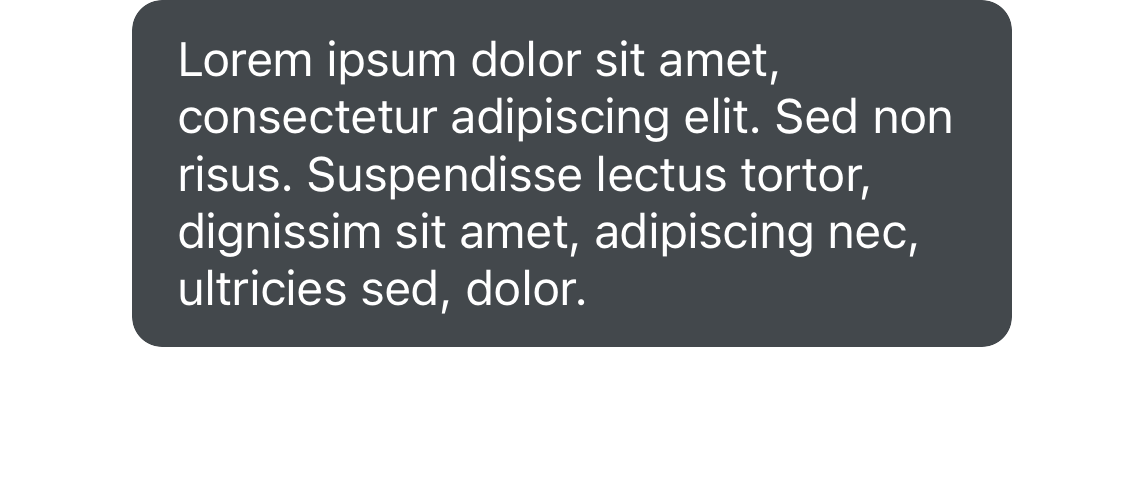 Lorem ipsum dolor sit amet,
consectetur adipiscing elit. Sed non
risus. Suspendisse lectus tortor,
dignissim sit amet, adipiscing nec,
ultricies sed, dolor.